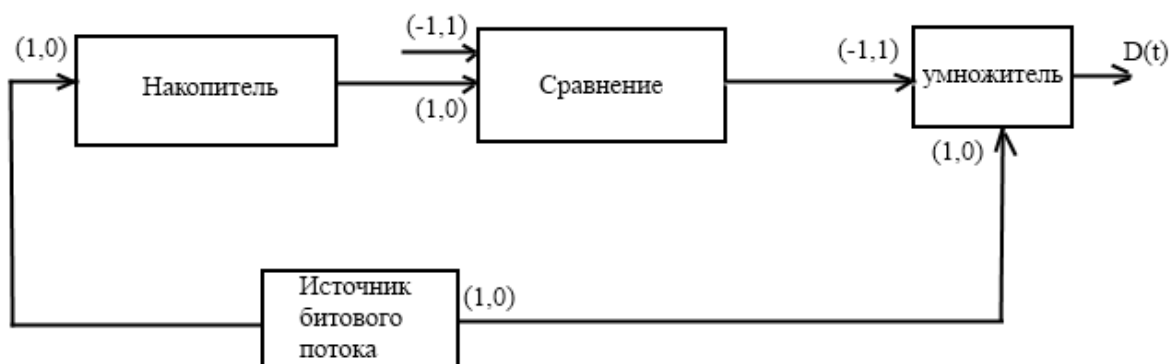 (-1,1)
(1,0)
(-1,1)
D(t)
Накопитель
Сравнение
умножитель
(1,0)
(1,0)
Источник
битового
потока
(1,0)